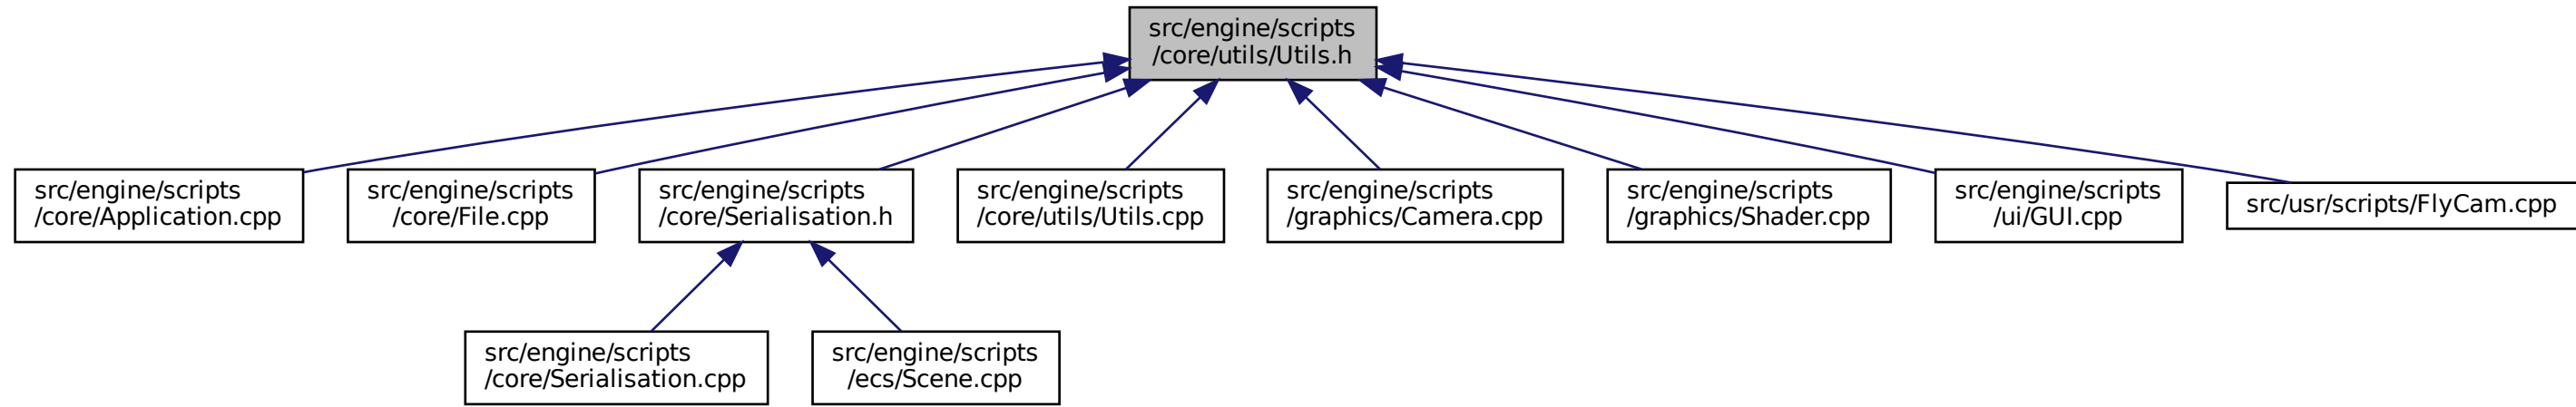 src/engine/scripts
/core/utils/Utils.h
src/engine/scripts
/core/Application.cpp
src/engine/scripts
/core/File.cpp
src/engine/scripts
/core/Serialisation.h
src/engine/scripts
/core/utils/Utils.cpp
src/engine/scripts
/graphics/Camera.cpp
src/engine/scripts
/graphics/Shader.cpp
src/engine/scripts
/ui/GUI.cpp
src/usr/scripts/FlyCam.cpp
src/engine/scripts
/core/Serialisation.cpp
src/engine/scripts
/ecs/Scene.cpp